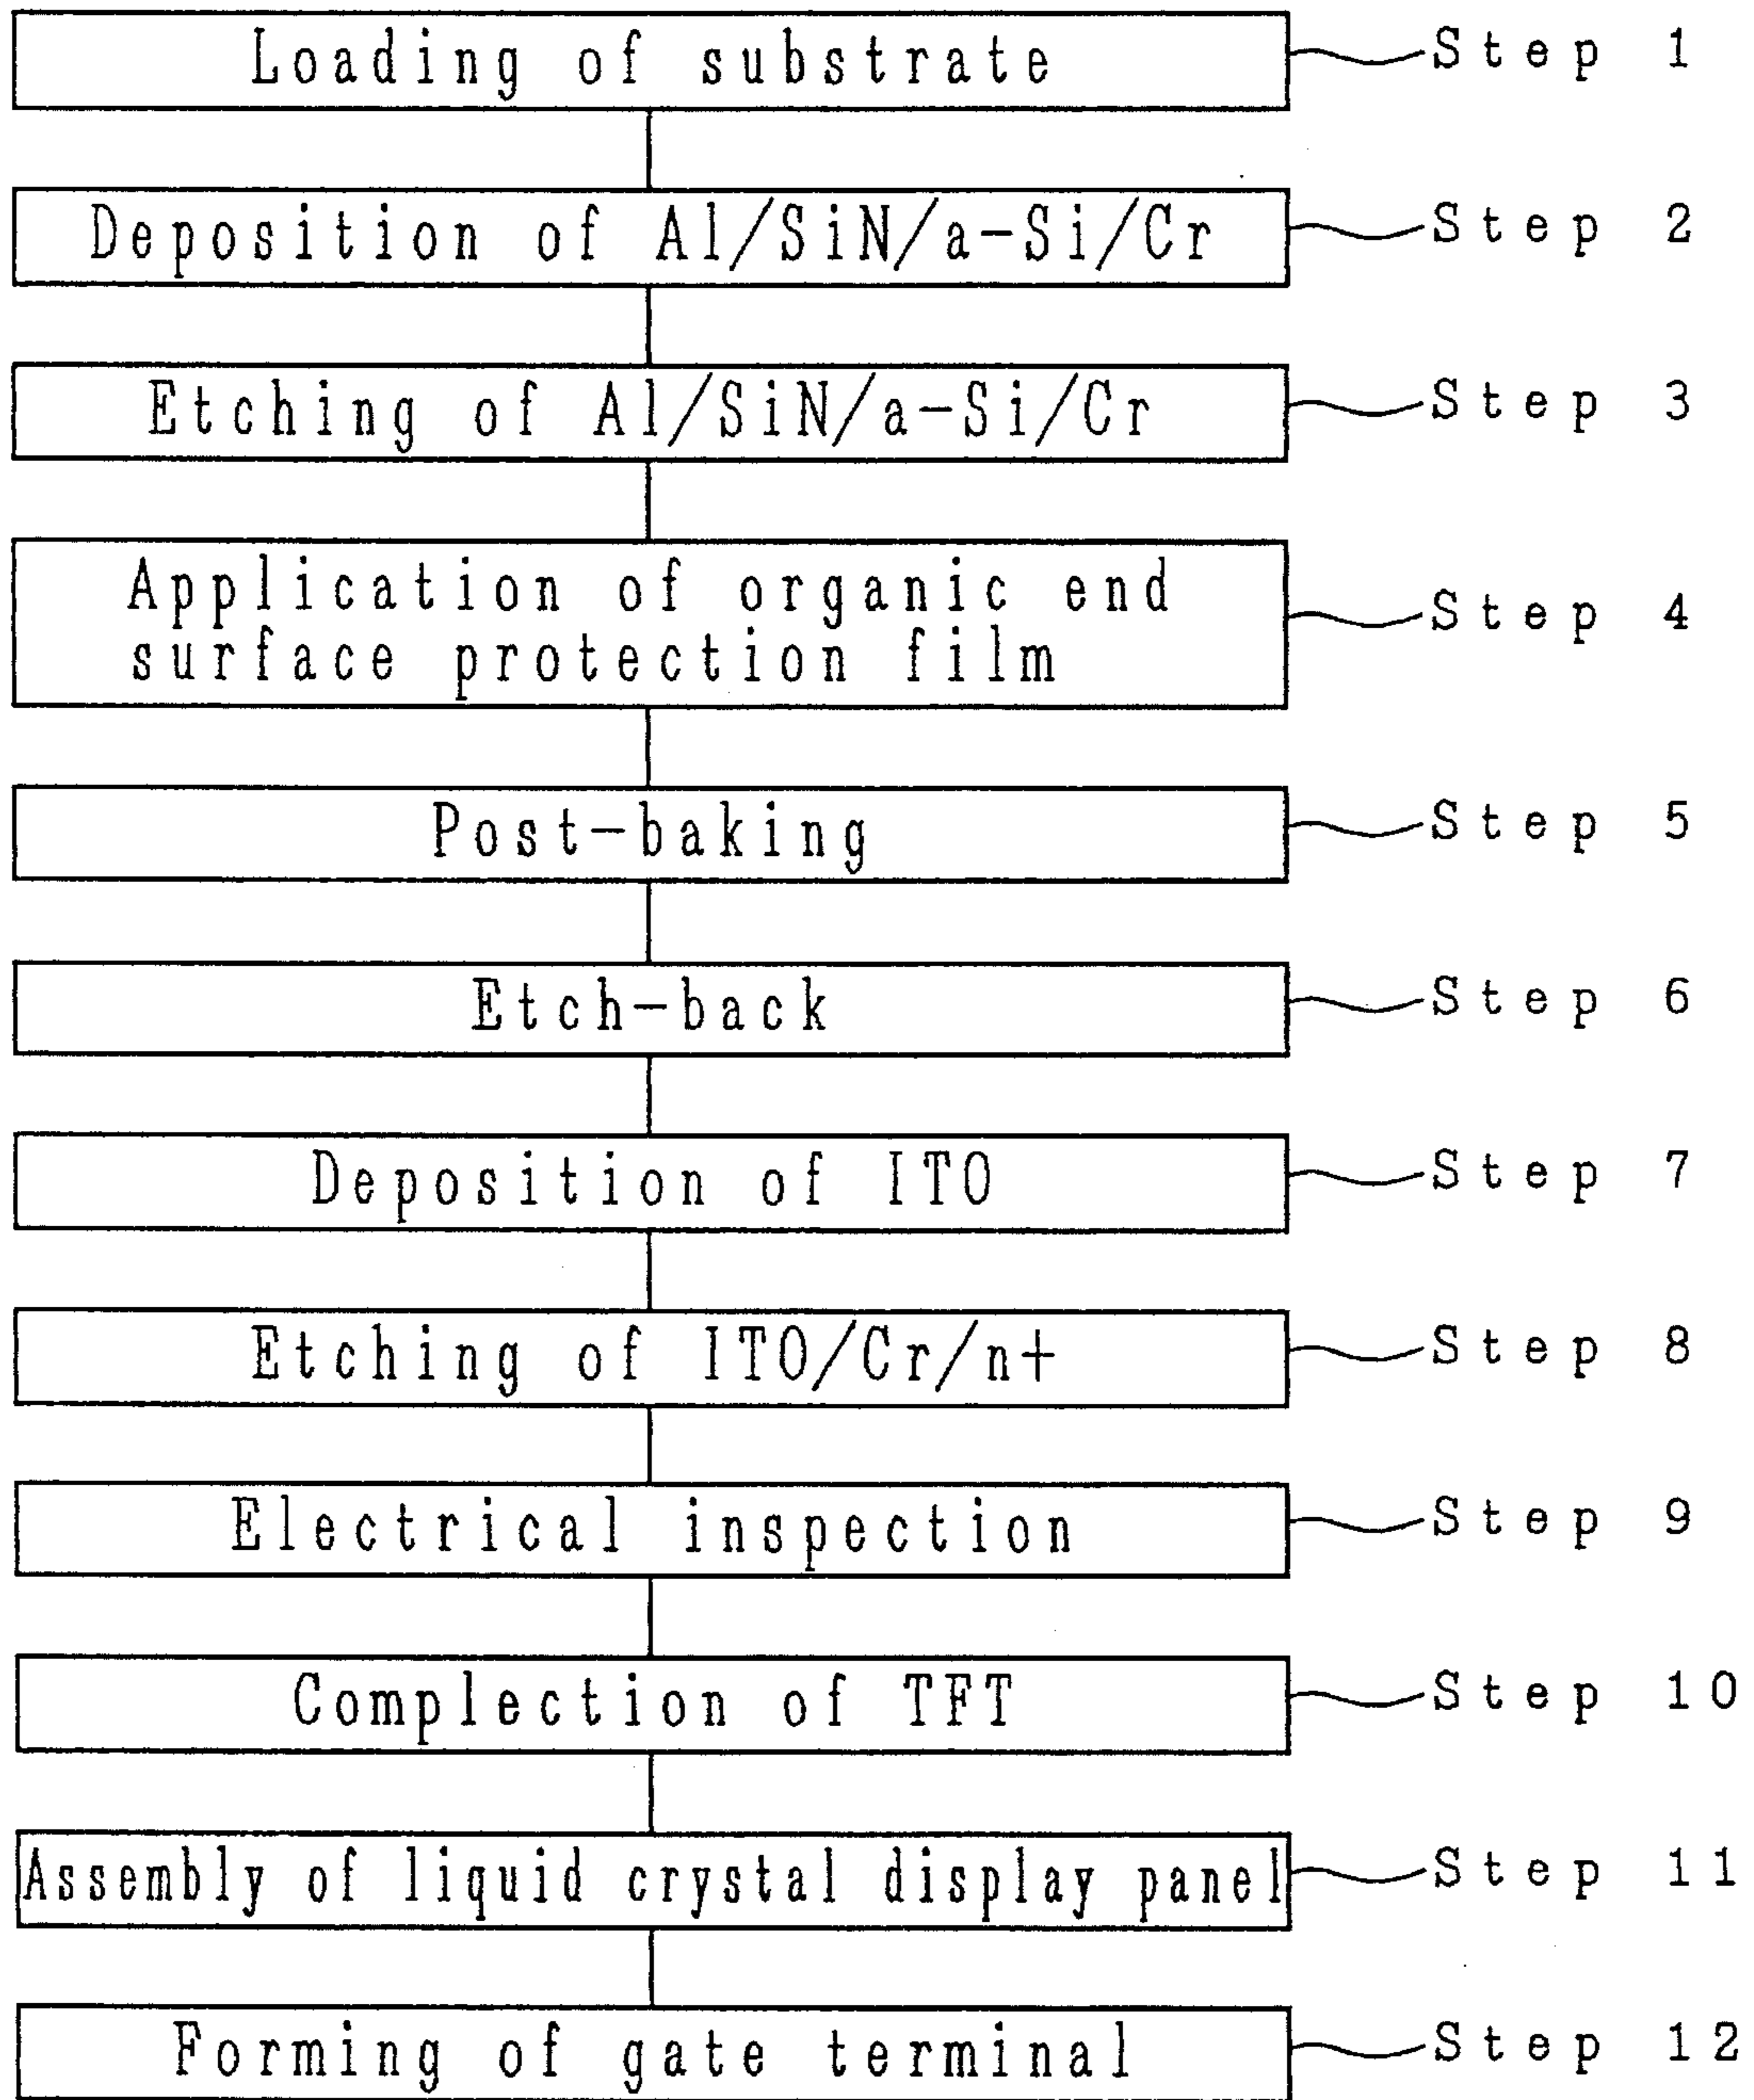 Loading of substrate Step 1
Deposition of Al/SiN/a-Si/Cr Step 2
Etching of Al/SiN/a-Si/Cr Step 3
Application of organic end
surface protection film Step 4
Post-baking Step 5
Etch-back Step 6
Deposition of ITO Step 7
Etching of ITO/Cr/n+ Step 8
Electrical inspection Step 9
Complection of TFT Step 10
Assembly of liquid crystal display panel Step 11
Forming of gate terminal Step 12